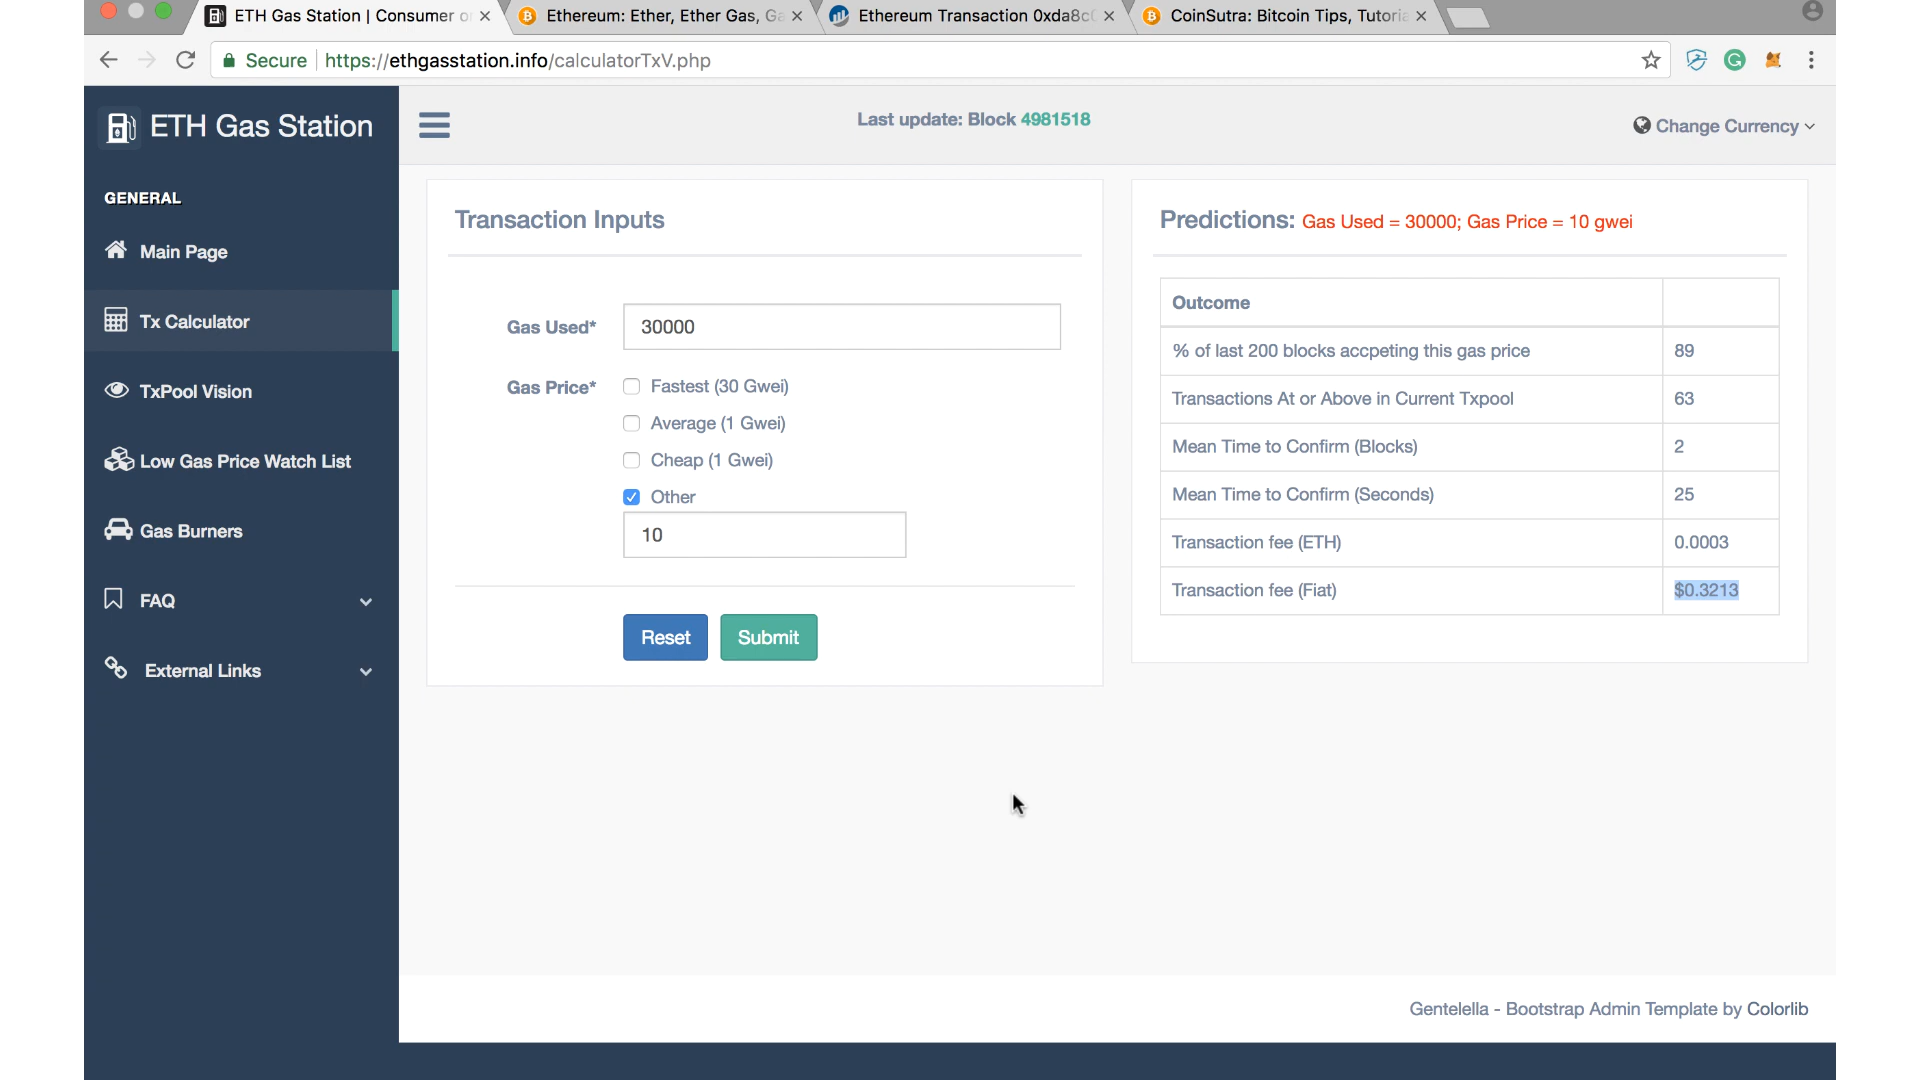 ETH Gas Station | Consumer o
Ethereum: Ether, Ether Gas, Ga
Ethereum Transaction 0xda8c
CoinSutra: Bitcoin Tips, Tutoria
Secure
https://ethgasstation.info/calculatorTxV.php
ETH Gas Station
Last update: Block 4981518
Change Currency
GENERAL
Main Page
Tx Calculator
TxPool Vision
Low Gas Price Watch List
Gas Burners
FAQ
External Links
Transaction Inputs
Gas Used*
30000
Gas Price*
Fastest (30 Gwei)
Average (1 Gwei)
Cheap (1 Gwei)
Other
10
Reset
Submit
Predictions: Gas Used = 30000; Gas Price = 10 gwei
Outcome
% of last 200 blocks accpeting this gas price 89
Transactions At or Above in Current Txpool 63
Mean Time to Confirm (Blocks) 2
Mean Time to Confirm (Seconds) 25
Transaction fee (ETH) 0.0003
Transaction fee (Fiat) $0.3213
Gentelella - Bootstrap Admin Template by Colorlib